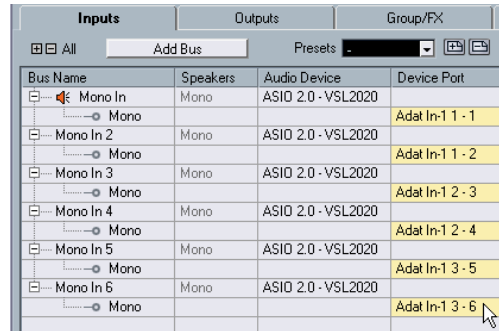 Inputs Outputs Group/FX
All Add Bus Presets -
Bus Name Speakers Audio Device Device Port
Mono In Mono ASIO 2.0 - VSL2020
Mono Adat In-1 1 - 1
Mono In 2 Mono ASIO 2.0 - VSL2020
Mono Adat In-1 1 - 2
Mono In 3 Mono ASIO 2.0 - VSL2020
Mono Adat In-1 2 - 3
Mono In 4 Mono ASIO 2.0 - VSL2020
Mono Adat In-1 2 - 4
Mono In 5 Mono ASIO 2.0 - VSL2020
Mono Adat In-1 3 - 5
Mono In 6 Mono ASIO 2.0 - VSL2020
Mono Adat In-1 3 - 6